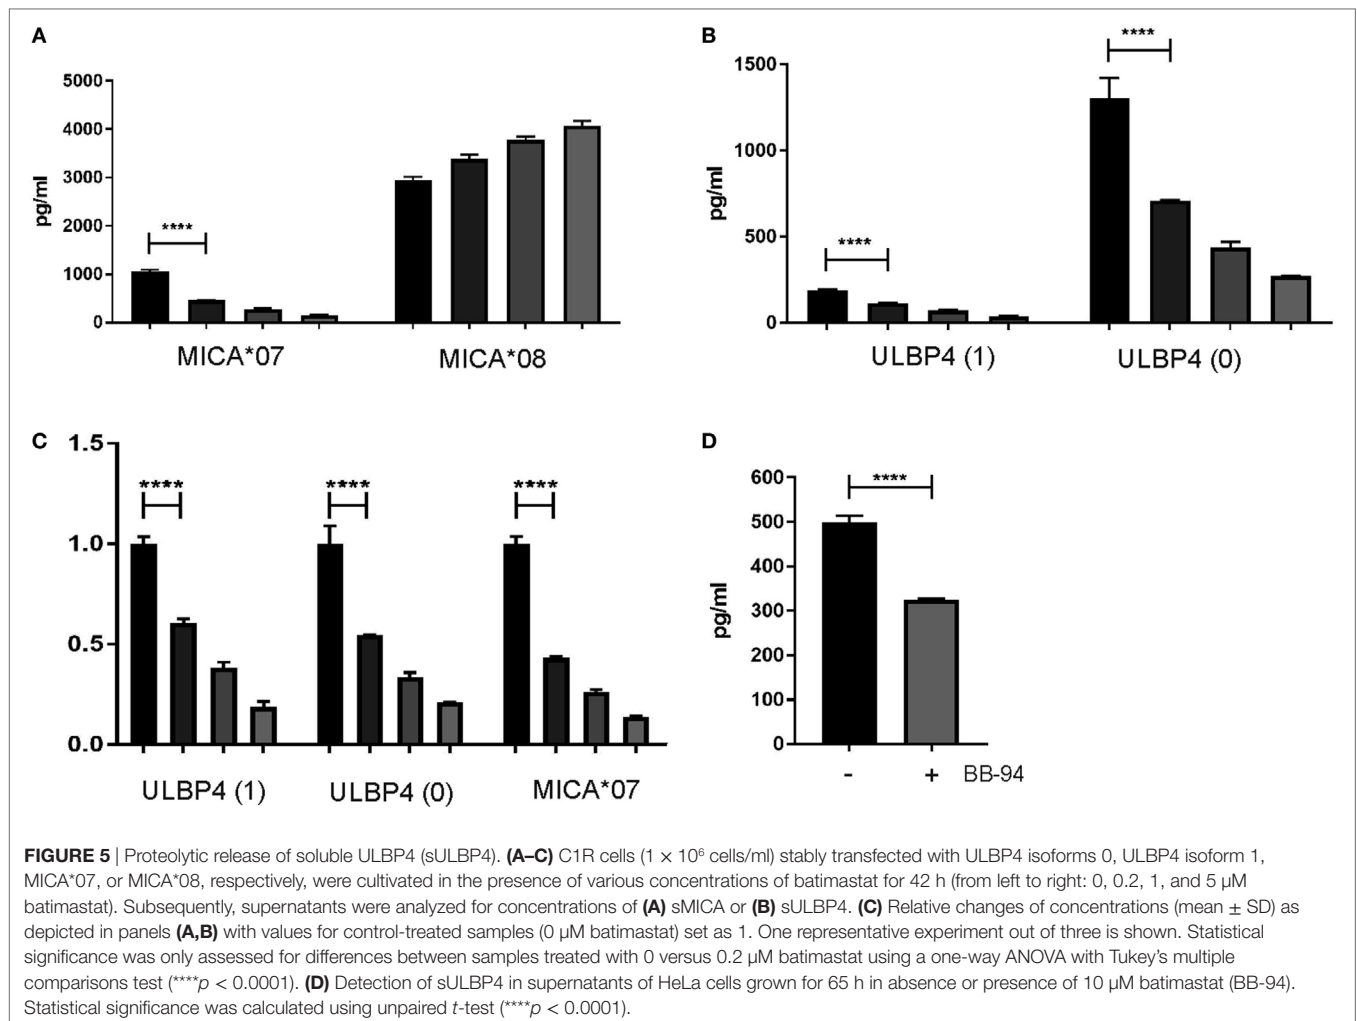 A
B
5000
4000
3000
2000
1000
0
pg/ml
****
MICA*07
MICA*08
1500
1000
500
0
****
****
ULBP4 (1)
ULBP4 (0)
C
D
1.5
1.0
0.5
0.0
****
****
****
ULBP4 (1)
ULBP4 (0)
MICA*07
600
500
400
300
200
100
0
pg/ml
****
- + BB-94
FIGURE 5 | Proteolytic release of soluble ULBP4 (sULBP4). (A–C) C1R cells (1 × 10⁶ cells/ml) stably transfected with ULBP4 isoforms 0, ULBP4 isoform 1,
MICA*07, or MICA*08, respectively, were cultivated in the presence of various concentrations of batimastat for 42 h (from left to right: 0, 0.2, 1, and 5 µM
batimastat). Subsequently, supernatants were analyzed for concentrations of (A) sMICA or (B) sULBP4. (C) Relative changes of concentrations (mean ± SD) as
depicted in panels (A,B) with values for control-treated samples (0 µM batimastat) set as 1. One representative experiment out of three is shown. Statistical
significance was only assessed for differences between samples treated with 0 versus 0.2 µM batimastat using a one-way ANOVA with Tukey's multiple
comparisons test (****p < 0.0001). (D) Detection of sULBP4 in supernatants of HeLa cells grown for 65 h in absence or presence of 10 µM batimastat (BB-94).
Statistical significance was calculated using unpaired t-test (****p < 0.0001).